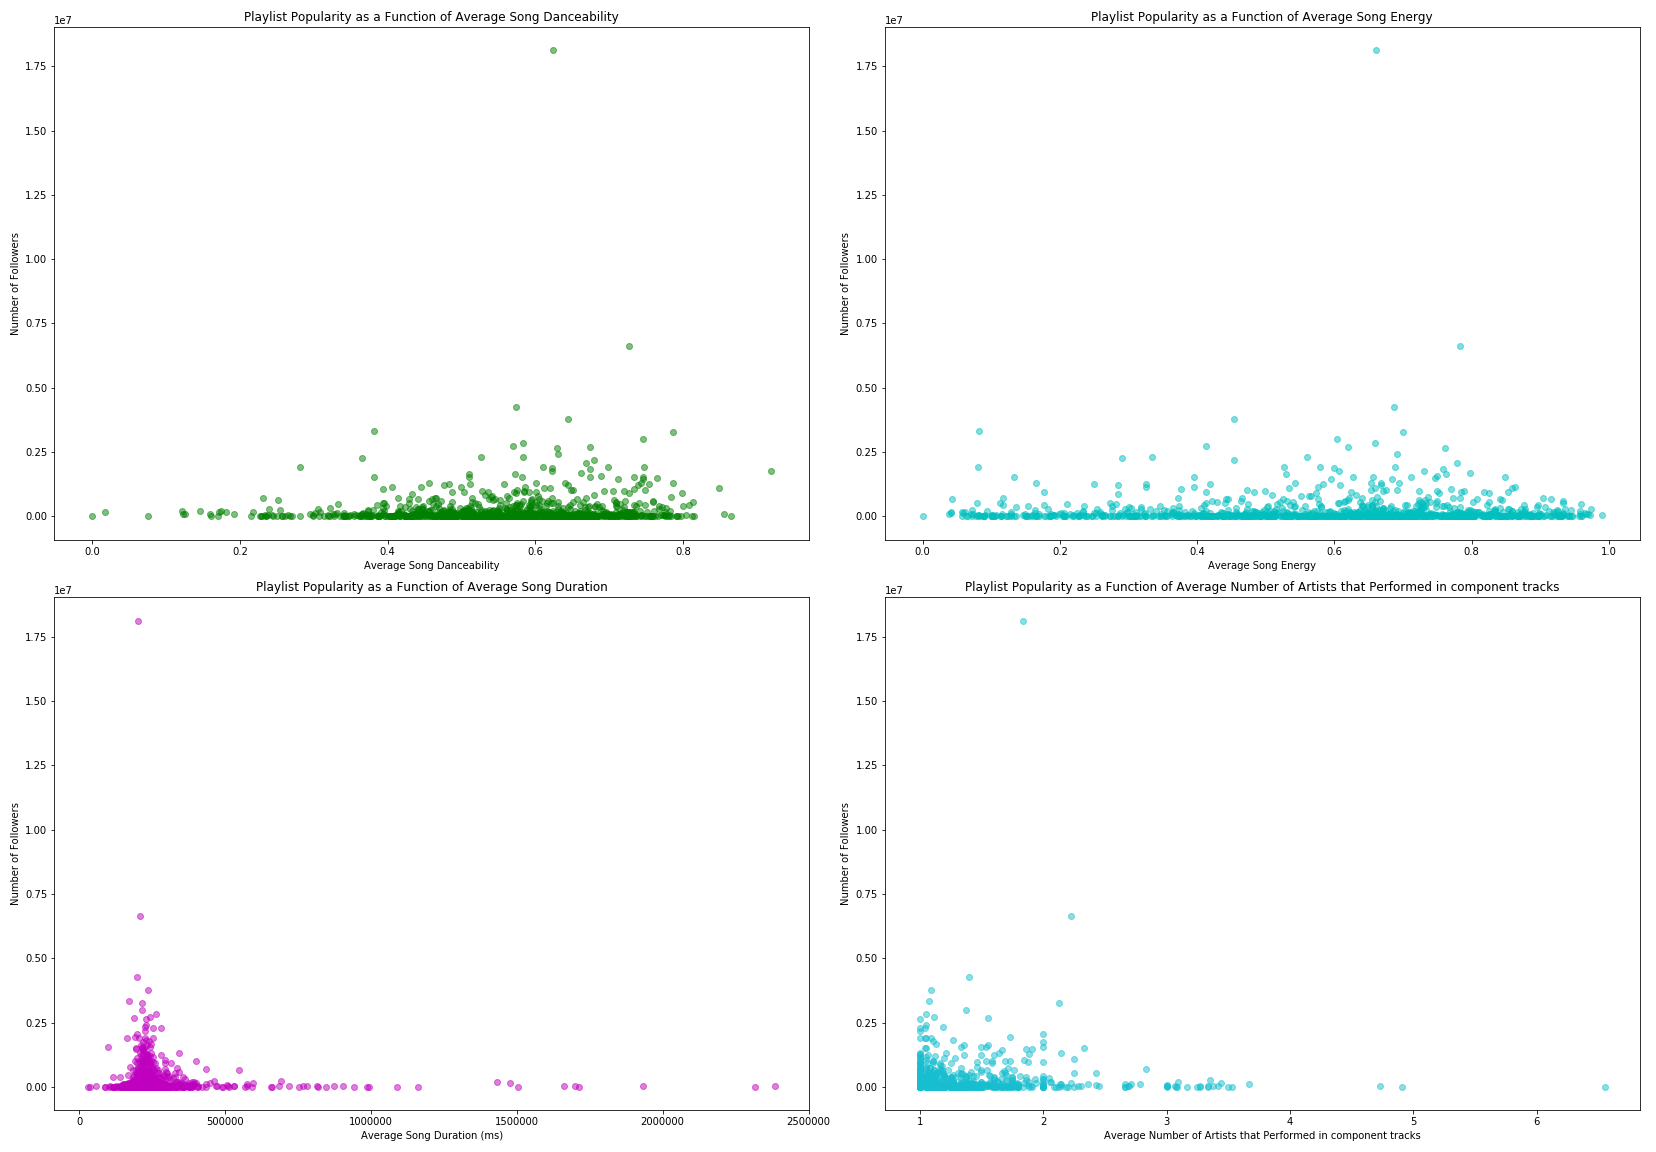 Playlist Popularity as a Function of Average Song Danceability
1e7
1.75
1.50
1.25
1.00
0.75
0.50
0.25
0.00
Number of Followers
0.0 0.2 0.4 0.6 0.8
Average Song Danceability
Playlist Popularity as a Function of Average Song Energy
1e7
1.75
1.50
1.25
1.00
0.75
0.50
0.25
0.00
Number of Followers
0.0 0.2 0.4 0.6 0.8 1.0
Average Song Energy
Playlist Popularity as a Function of Average Song Duration
1e7
1.75
1.50
1.25
1.00
0.75
0.50
0.25
0.00
Number of Followers
0 500000 1000000 1500000 2000000 2500000
Average Song Duration (ms)
Playlist Popularity as a Function of Average Number of Artists that Performed in component tracks
1e7
1.75
1.50
1.25
1.00
0.75
0.50
0.25
0.00
Number of Followers
1 2 3 4 5 6
Average Number of Artists that Performed in component tracks